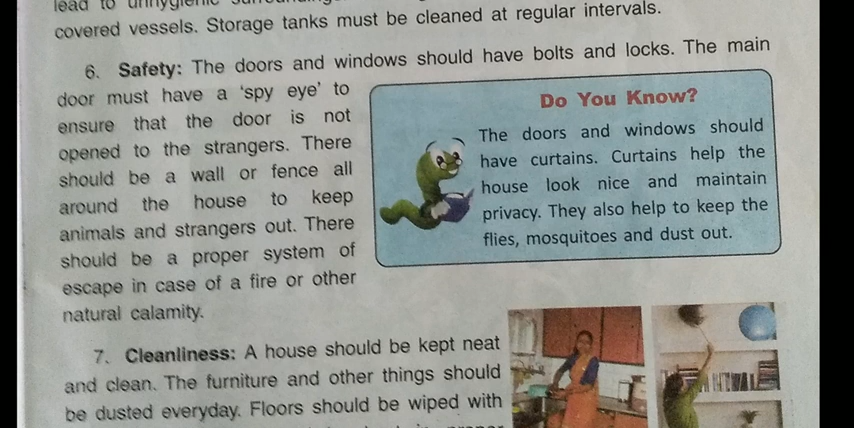 lead to unhygienic
covered vessels. Storage tanks must be cleaned at regular intervals.
6. Safety: The doors and windows should have bolts and locks. The main
door must have a 'spy eye' to
ensure that the door is not
opened to the strangers. There
should be a wall or fence all
around the house to keep
animals and strangers out. There
should be a proper system of
escape in case of a fire or other
natural calamity.
Do You Know?
The doors and windows should
have curtains. Curtains help the
house look nice and maintain
privacy. They also help to keep the
flies, mosquitoes and dust out.
7. Cleanliness: A house should be kept neat
and clean. The furniture and other things should
be dusted everyday. Floors should be wiped with